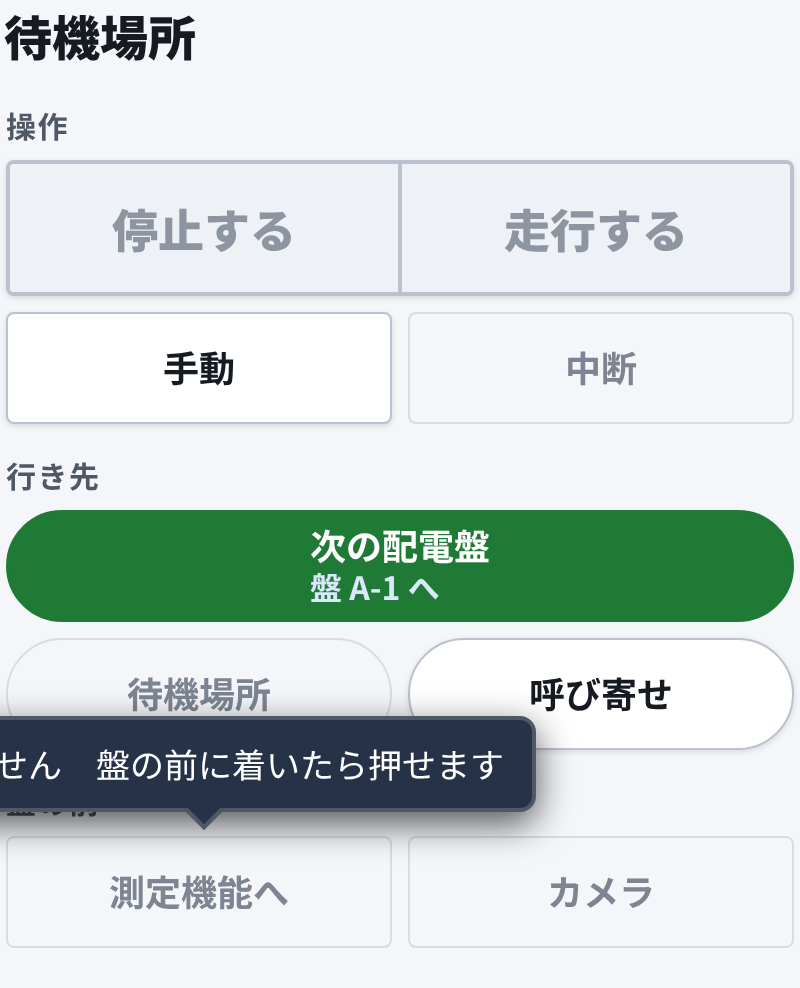 待機場所
操作
停止する
走行する
手動
中断
行き先
次の配電盤
盤 A-1 へ
待機場所
呼び寄せ
せん　盤の前に着いたら押せます
測定機能へ
カメラ